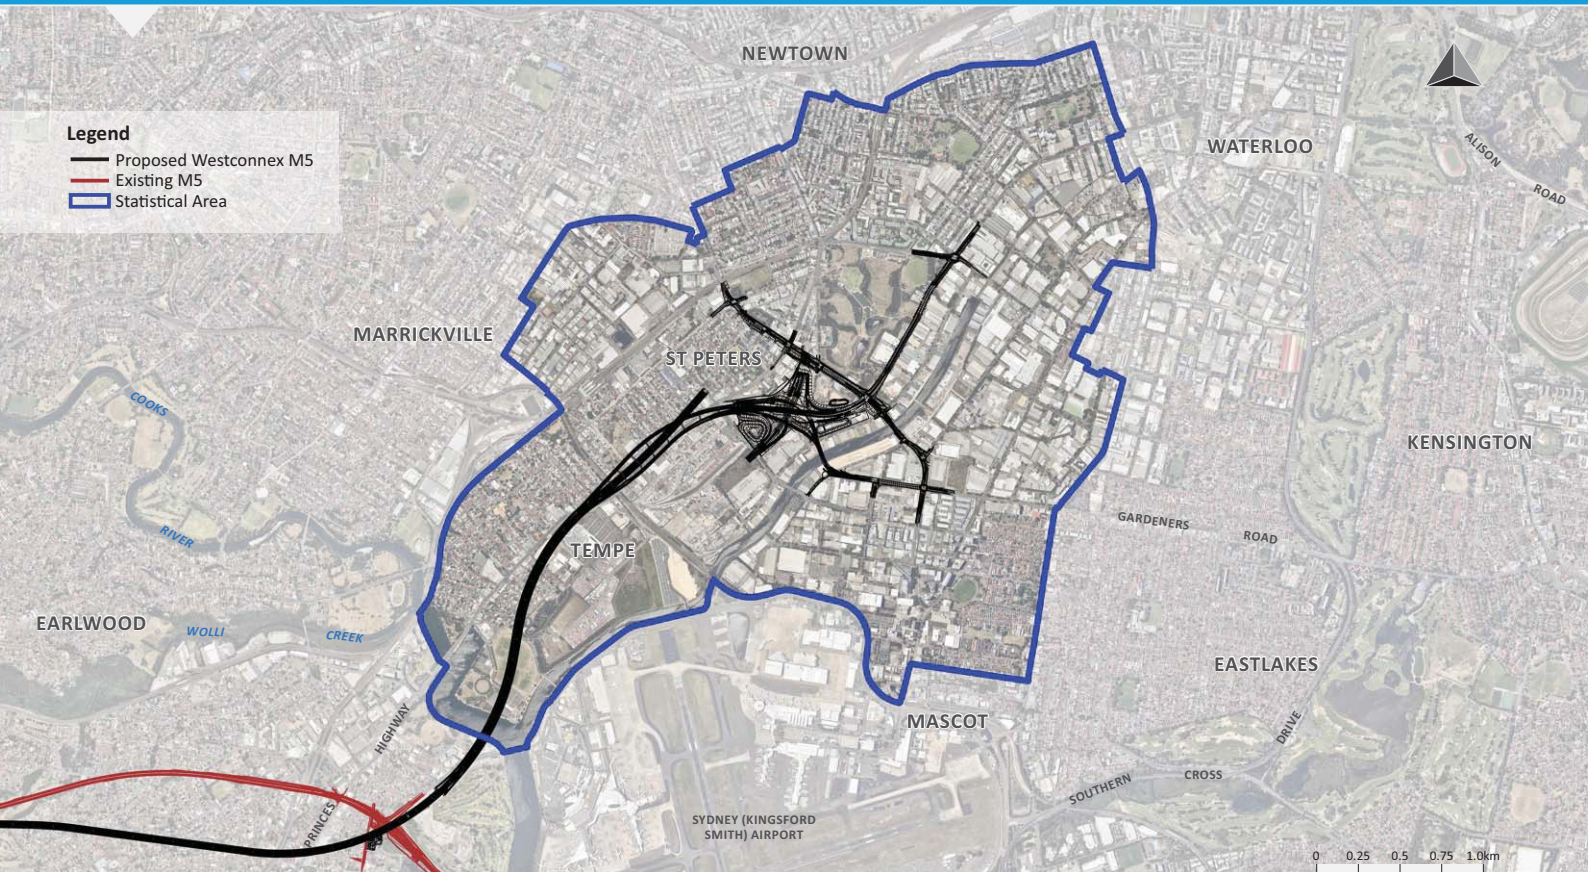 NEWTOWN
Legend
Proposed Westconnex M5
Existing M5
Statistical Area
WATERLOO
ALISON
ROAD
MARRICKVILLE
ST PETERS
COOKS
KENSINGTON
RIVER
GARDENERS
ROAD
TEMPE
EARLWOOD
WOLLI
CREEK
EASTLAKES
HIGHWAY
MASCOT
DRIVE
SOUTHERN
CROSS
PRINCES
SYDNEY (KINGSFORD
SMITH) AIRPORT
0 0.25 0.5 0.75 1.0km